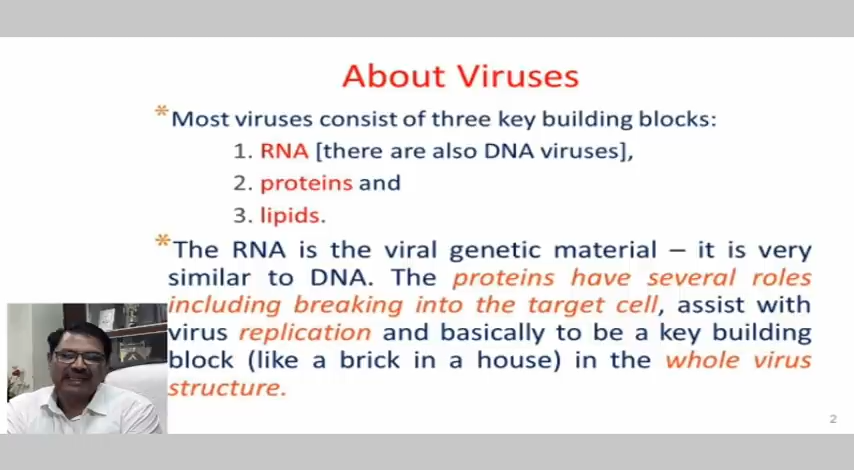 About Viruses
*Most viruses consist of three key building blocks:
1. RNA [there are also DNA viruses],
2. proteins and
3. lipids.
*The RNA is the viral genetic material – it is very
similar to DNA. The proteins have several roles
including breaking into the target cell, assist with
virus replication and basically to be a key building
block (like a brick in a house) in the whole virus
structure.
2